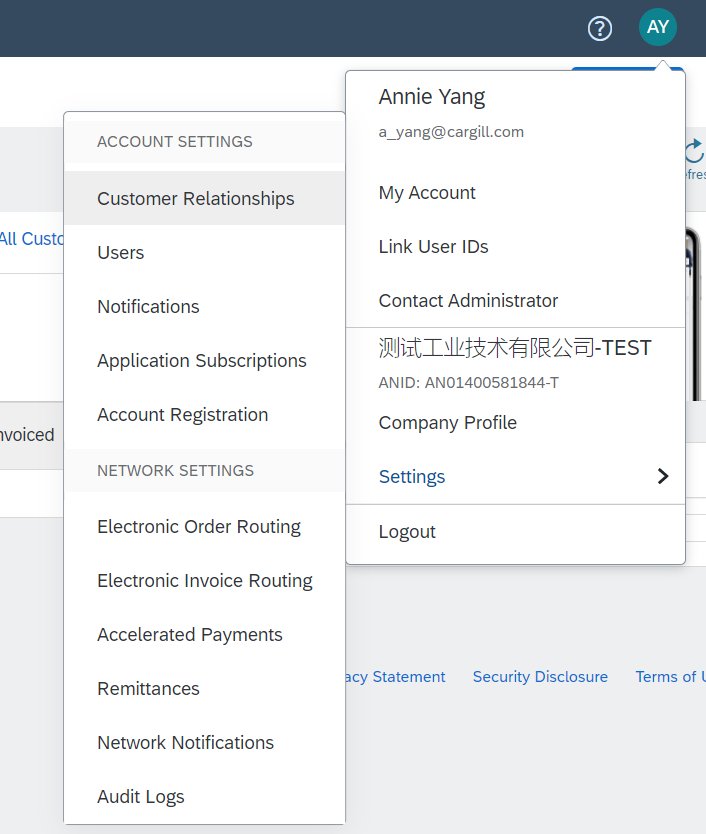 ?
AY
Annie Yang
a_yang@cargill.com
My Account
Link User IDs
Contact Administrator
测试工业技术有限公司-TEST
ANID: AN01400581844-T
Company Profile
Settings
Logout
ACCOUNT SETTINGS
Customer Relationships
Users
Notifications
Application Subscriptions
Account Registration
NETWORK SETTINGS
Electronic Order Routing
Electronic Invoice Routing
Accelerated Payments
Remittances
Network Notifications
Audit Logs
All Custo
nvoiced
efres
acy Statement
Security Disclosure
Terms of U